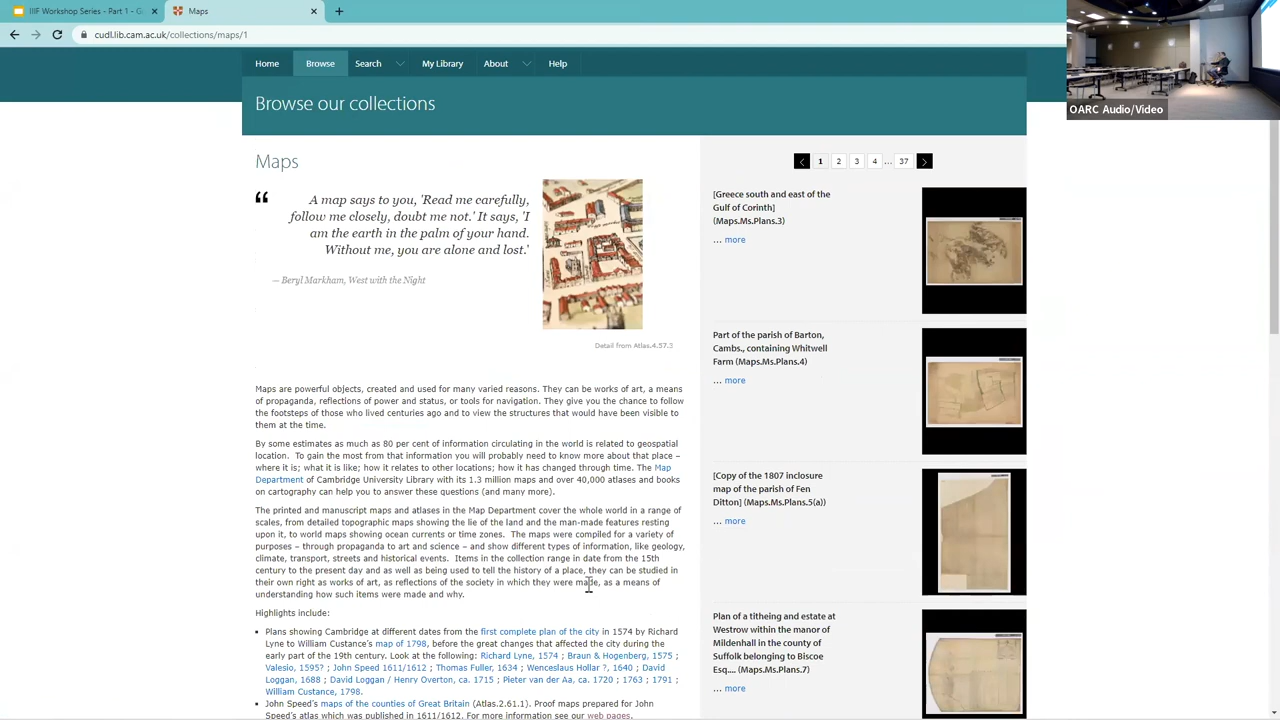 IIIF Workshop Series - Part 1 - G
Maps
cudl.lib.cam.ac.uk/collections/maps/1
OARC Audio/Video
Home Browse Search My Library About Help
Browse our collections
Maps
“ A map says to you, 'Read me carefully,
follow me closely, doubt me not.' It says, 'I
am the earth in the palm of your hand.
Without me, you are alone and lost.'
— Beryl Markham, West with the Night
Detail from Atlas.4.57.3
Maps are powerful objects, created and used for many varied reasons. They can be works of art, a means
of propaganda, reflections of power and status, or tools for navigation. They give you the chance to follow
the footsteps of those who lived centuries ago and to view the structures that would have been visible to
them at the time.
By some estimates as much as 80 per cent of information circulating in the world is related to geospatial
location. To gain the most from that information you will probably need to know more about that place –
where it is; what it is like; how it relates to other locations; how it has changed through time. The Map
Department of Cambridge University Library with its 1.3 million maps and over 40,000 atlases and books
on cartography can help you to answer these questions (and many more).
The printed and manuscript maps and atlases in the Map Department cover the whole world in a range of
scales, from detailed topographic maps showing the lie of the land and the man-made features resting
upon it, to world maps showing ocean currents or time zones. The maps were compiled for a variety of
purposes – through propaganda to art and science – and show different types of information, like geology,
climate, transport, streets and historical events. Items in the collection range in date from the 15th
century to the present day and as well as being used to tell the history of a place, they can be studied in
their own right as works of art, as reflections of the society in which they were made, as a means of
understanding how such items were made and why.
Highlights include:
Plans showing Cambridge at different dates from the first complete plan of the city in 1574 by Richard
Lyne to William Custance's map of 1798, before the great changes that affected the city during the
early part of the 19th century. Look at the following: Richard Lyne, 1574 ; Braun & Hogenberg, 1575 ;
Valesio, 1595? ; John Speed 1611/1612 ; Thomas Fuller, 1634 ; Wenceslaus Hollar ?, 1640 ; David
Loggan, 1688 ; David Loggan / Henry Overton, ca. 1715 ; Pieter van der Aa, ca. 1720 ; 1763 ; 1791 ;
William Custance, 1798.
John Speed's maps of the counties of Great Britain (Atlas.2.61.1). Proof maps prepared for John
Speed's atlas which was published in 1611/1612. For more information see our web pages.
1 2 3 4 ... 37
[Greece south and east of the
Gulf of Corinth]
(Maps.Ms.Plans.3)
... more
Part of the parish of Barton,
Cambs., containing Whitwell
Farm (Maps.Ms.Plans.4)
... more
[Copy of the 1807 inclosure
map of the parish of Fen
Ditton] (Maps.Ms.Plans.5(a))
... more
Plan of a titheing and estate at
Westrow within the manor of
Mildenhall in the county of
Suffolk belonging to Biscoe
Esq.... (Maps.Ms.Plans.7)
... more